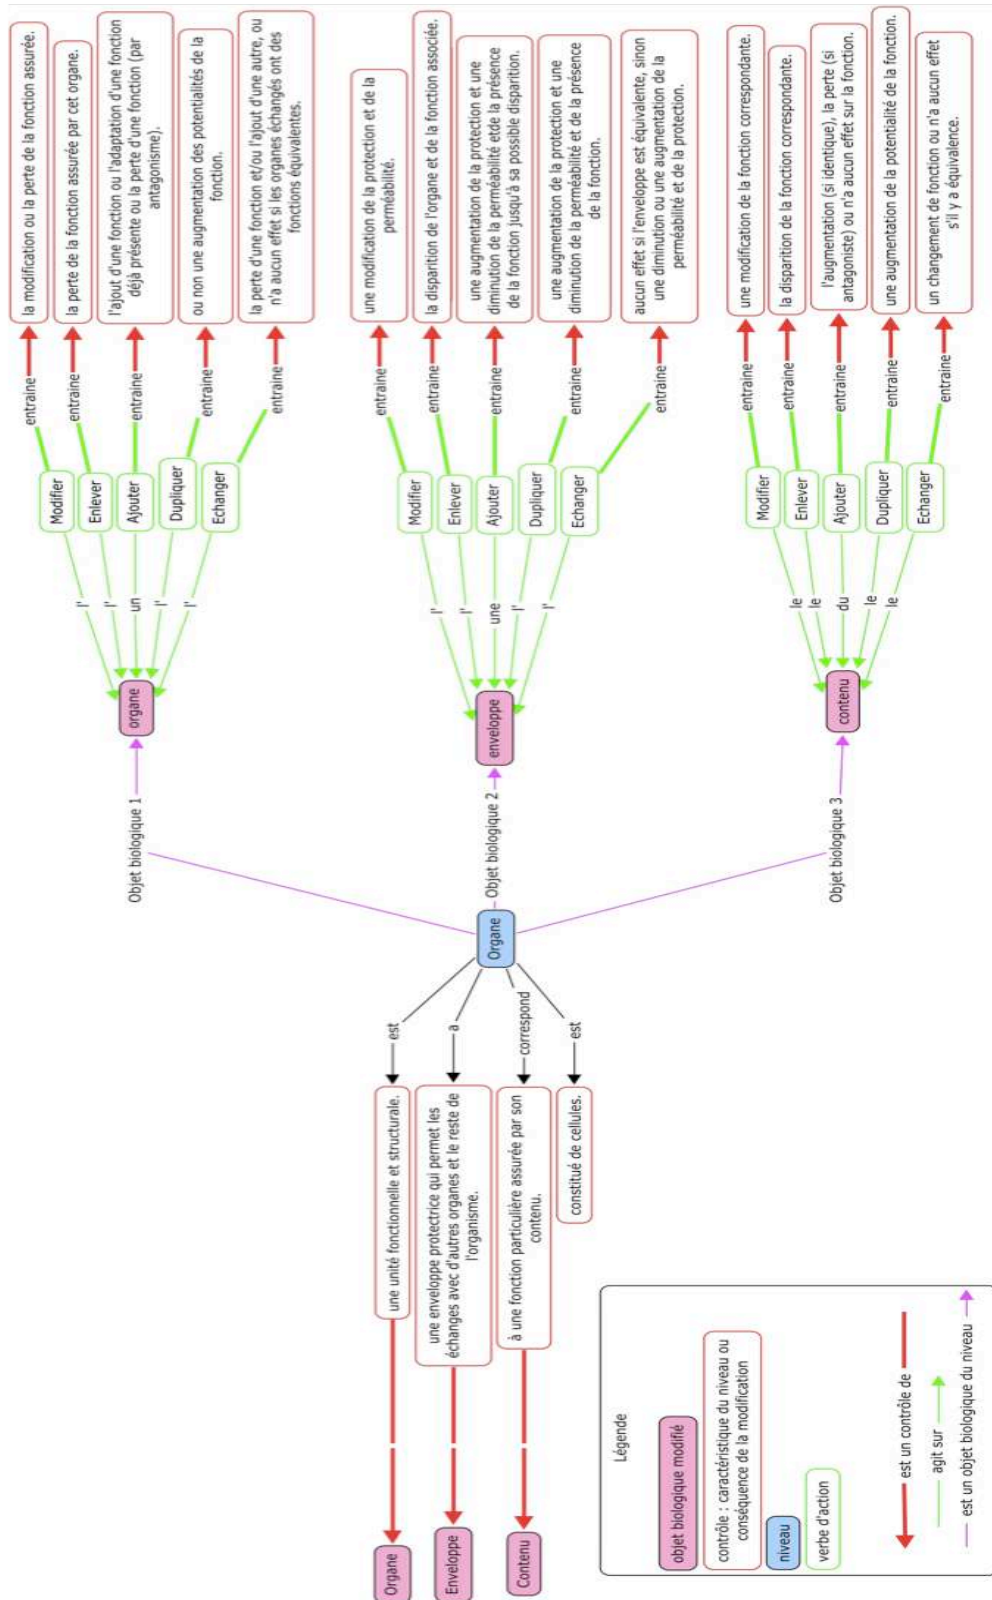 Organe
Enveloppe
Contenu
une unité fonctionnelle et structurale.
une enveloppe protectrice qui permet les
échanges avec d'autres organes et le reste de
l'organisme.
à une fonction particulière assurée par son
contenu.
constitué de cellules.
est
a
correspond
est
Organe
Objet biologique 1
organe
l'
l'
un
l'
l'
Modifier
Enlever
Ajouter
Dupliquer
Echanger
entraine
entraine
entraine
entraine
entraine
la modification ou la perte de la fonction assurée.
la perte de la fonction assurée par cet organe.
l'ajout d'une fonction ou l'adaptation d'une fonction
déjà présente ou la perte d'une fonction (par
antagonisme).
ou non une augmentation des potentialités de la
fonction.
la perte d'une fonction et/ou l'ajout d'une autre, ou
n'a aucun effet si les organes échangés ont des
fonctions équivalentes.
Objet biologique 2
enveloppe
l'
l'
une
l'
l'
Modifier
Enlever
Ajouter
Dupliquer
Echanger
entraine
entraine
entraine
entraine
entraine
une modification de la protection et de la
perméabilité.
la disparition de l'organe et de la fonction associée.
une augmentation de la protection et une
diminution de la perméabilité etde la présence
de la fonction jusqu'à sa possible disparition.
une augmentation de la protection et une
diminution de la perméabilité et de la présence
de la fonction.
aucun effet si l'enveloppe est équivalente, sinon
une diminution ou une augmentation de la
perméabilité et de la protection.
Objet biologique 3
contenu
le
le
du
le
le
Modifier
Enlever
Ajouter
Dupliquer
Echanger
entraine
entraine
entraine
entraine
entraine
une modification de la fonction correspondante.
la disparition de la fonction correspondante.
l'augmentation (si identique), la perte (si
antagoniste) ou n'a aucun effet sur la fonction.
une augmentation de la potentialité de la fonction.
un changement de fonction ou n'a aucun effet
s'il y a équivalence.
Légende
objet biologique modifié
contrôle : caractéristique du niveau ou
conséquence de la modification
niveau
verbe d'action
est un contrôle de
agit sur
est un objet biologique du niveau